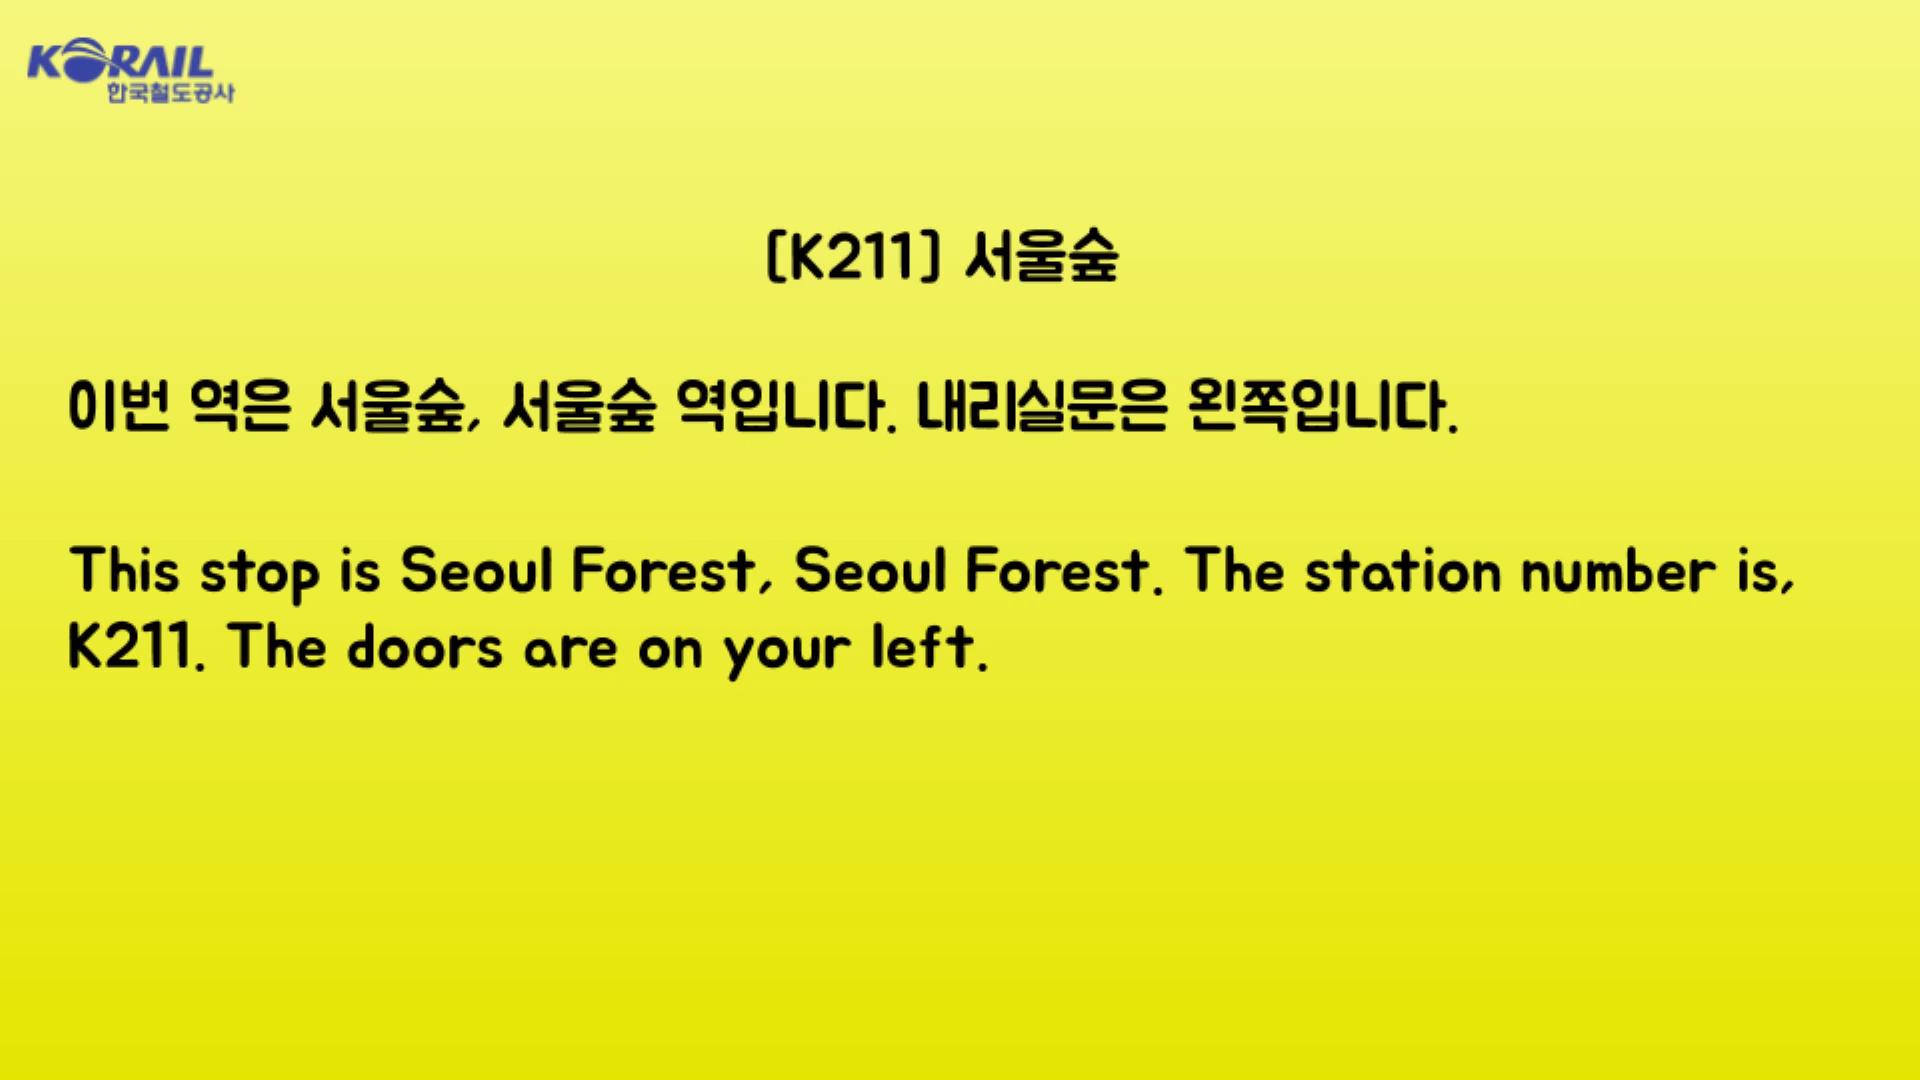 KORAIL
한국철도공사
[K211] 서울숲
이번 역은 서울숲, 서울숲 역입니다. 내리실문은 왼쪽입니다.
This stop is Seoul Forest, Seoul Forest. The station number is,
K211. The doors are on your left.